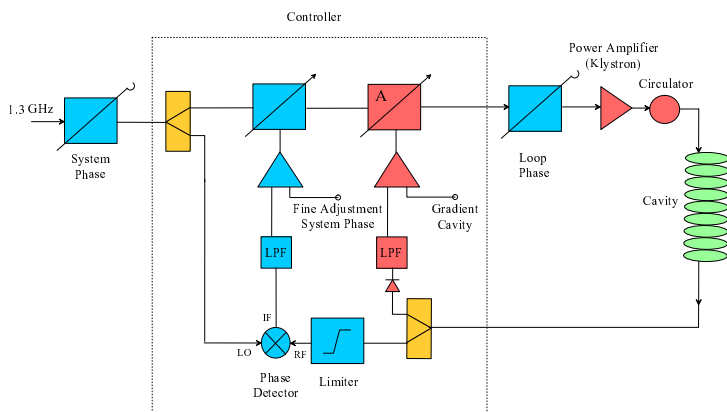 Controller
Power Amplifier
(Klystron)
Circulator
1.3 GHz
A
System
Phase
Loop
Phase
Fine Adjustment
System Phase
Gradient
Cavity
Cavity
LPF
LPF
IF
LO
RF
Phase
Detector
Limiter